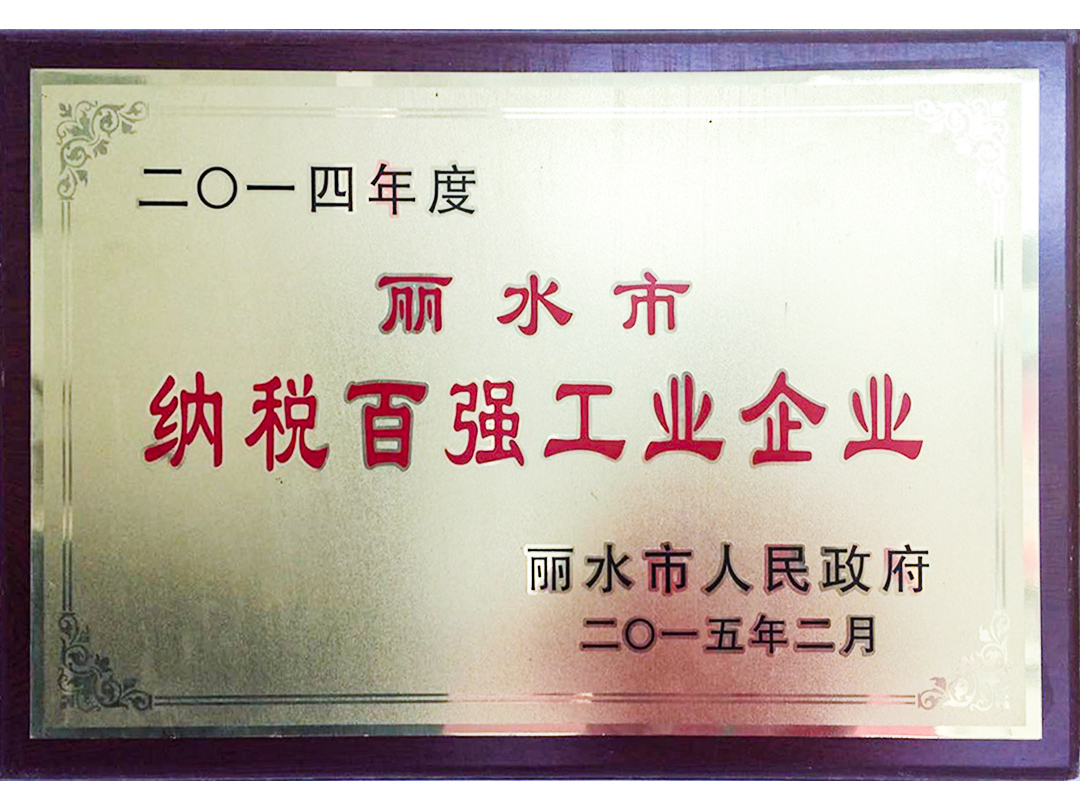 二〇一四年度
丽水市
纳税百强工业企业
丽水市人民政府
二〇一五年二月